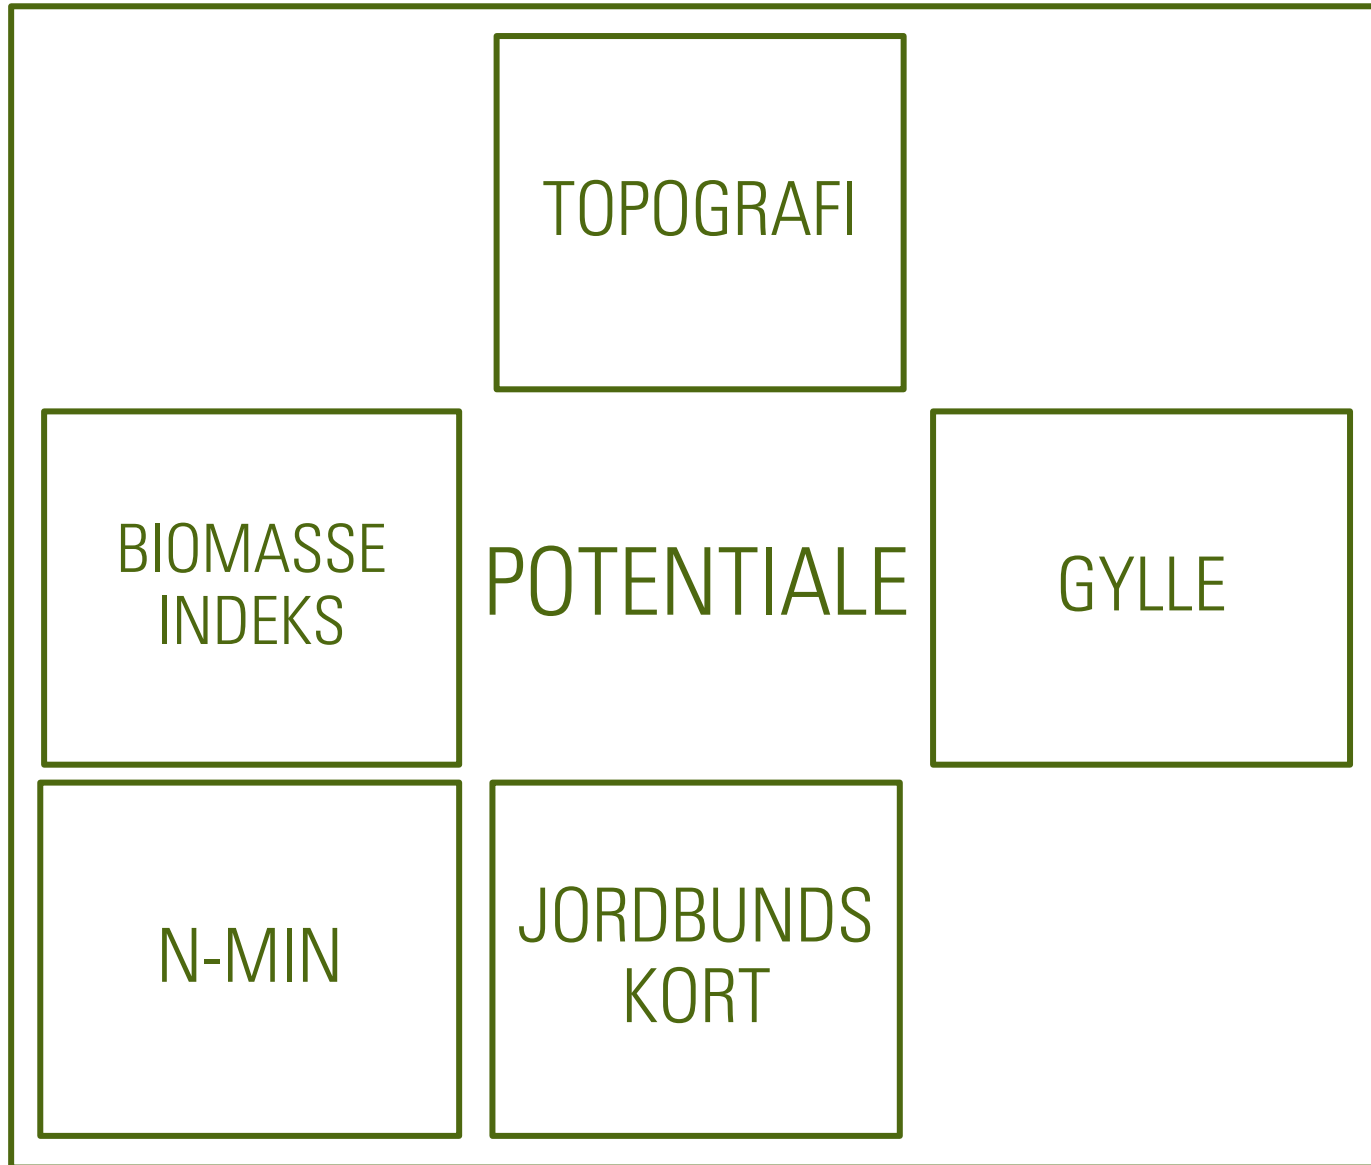 TOPOGRAFI
BIOMASSE
INDEKS
POTENTIALE
GYLLE
N-MIN
JORDBUNDS
KORT